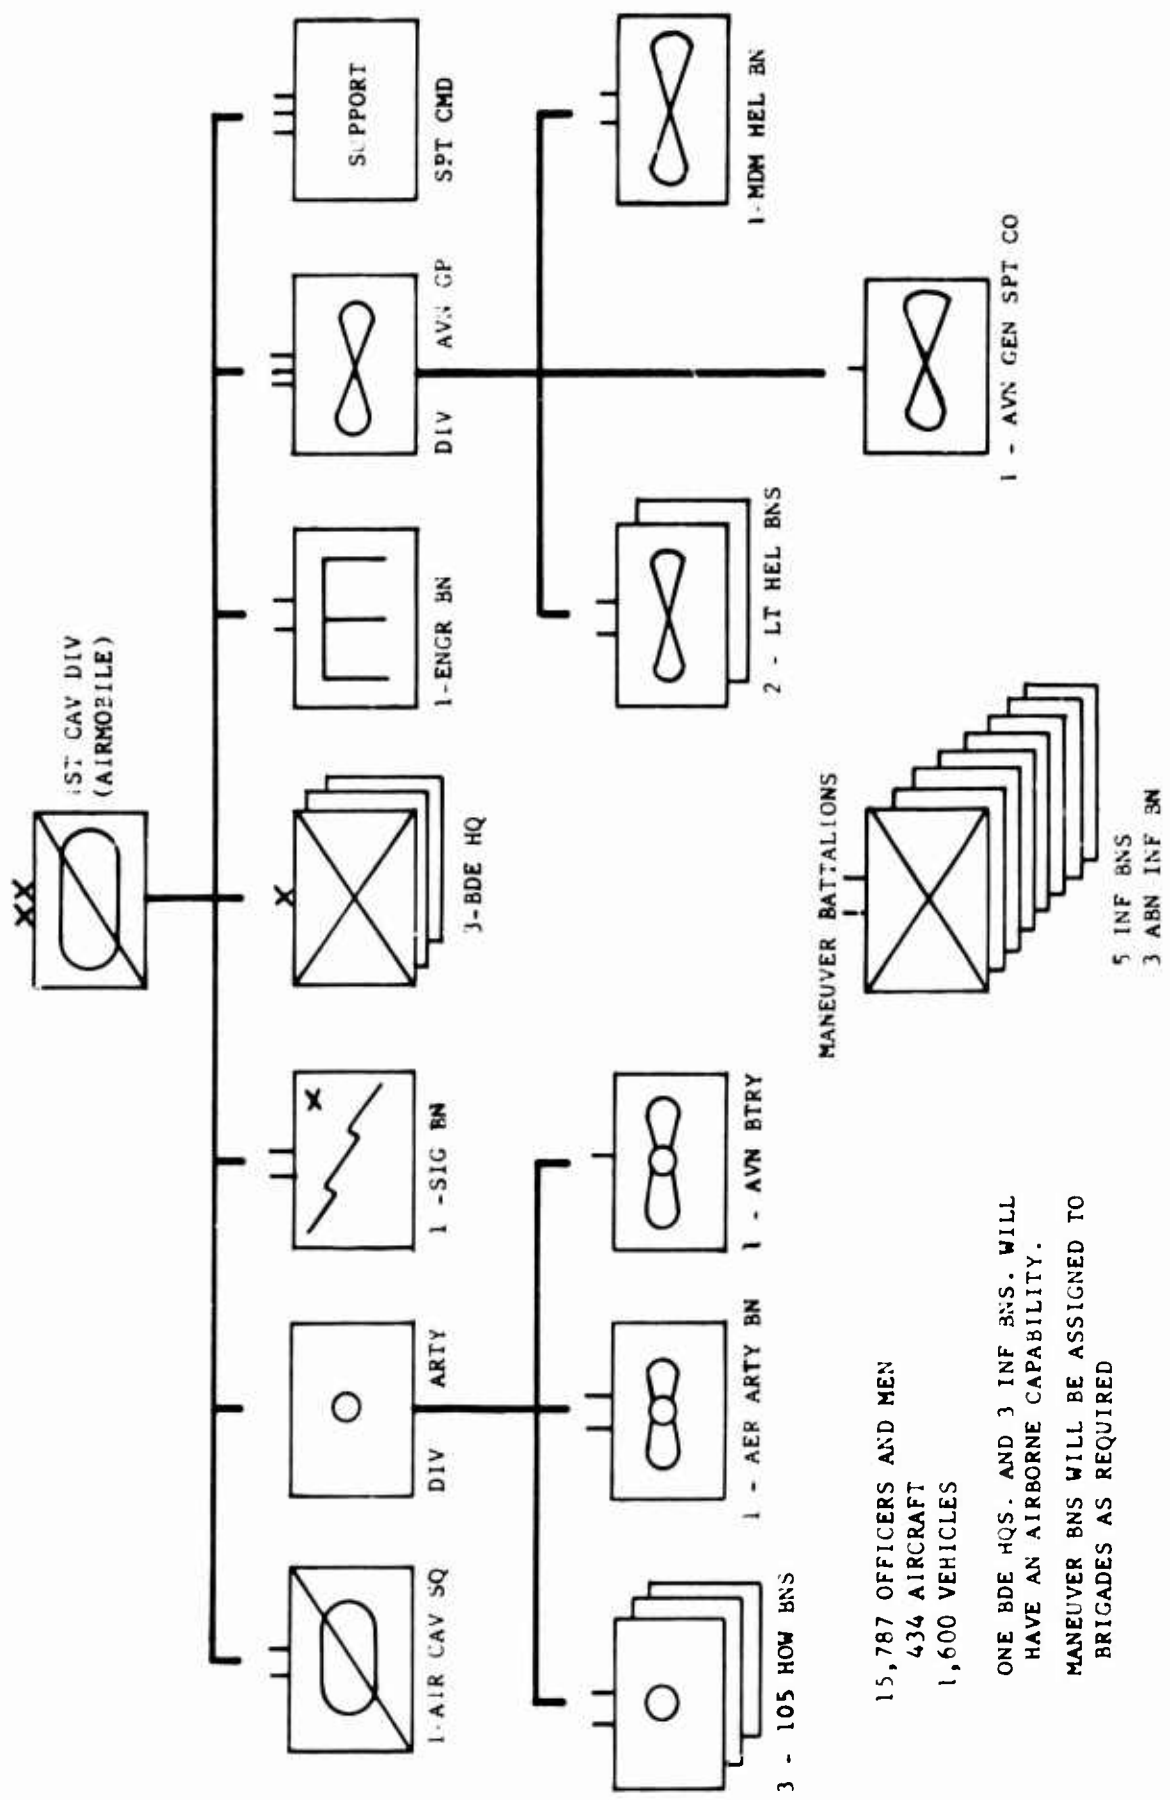 1ST CAV DIV
(AIRMOBILE)
1-AIR CAV SQ
DIV ARTY
1 -SIG BN
3-BDE HQ
1-ENGR BN
DIV AVN GP
SUPPORT
SPT CMD
3 - 105 HOW BNS
1 - AER ARTY BN
1 - AVN BTRY
2 - LT HEL BNS
1-MDM HEL BN
MANEUVER BATTALIONS
5 INF BNS
3 ABN INF BN
1 - AVN GEN SPT CO
15,787 OFFICERS AND MEN
434 AIRCRAFT
1,600 VEHICLES
ONE BDE HQS. AND 3 INF BNS. WILL
HAVE AN AIRBORNE CAPABILITY.
MANEUVER BNS WILL BE ASSIGNED TO
BRIGADES AS REQUIRED